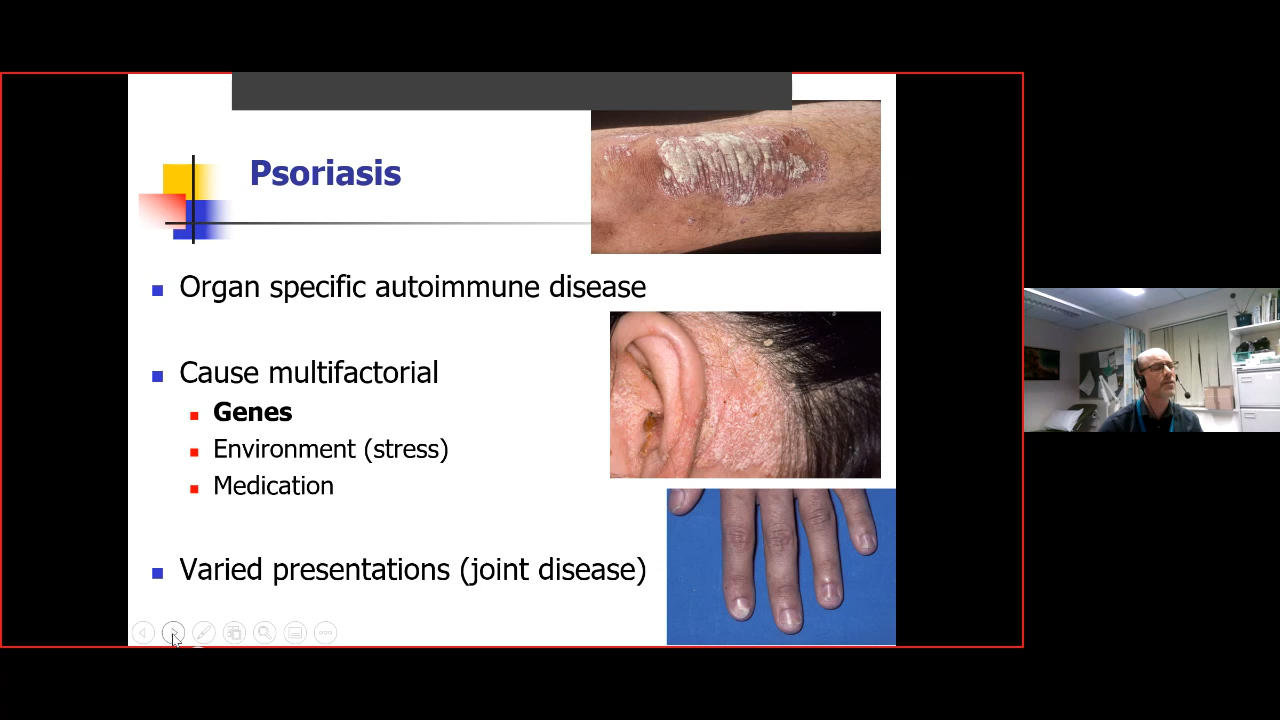 Psoriasis
Organ specific autoimmune disease
Cause multifactorial
Genes
Environment (stress)
Medication
Varied presentations (joint disease)